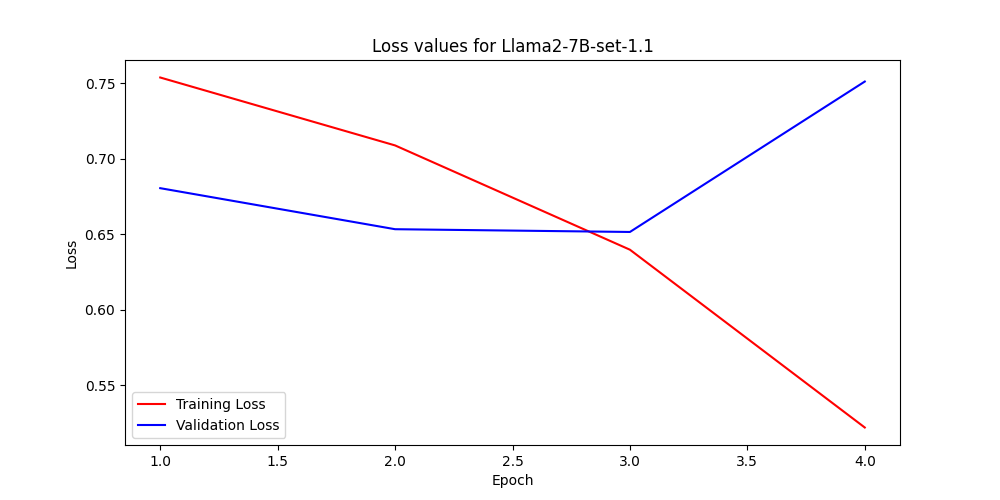 Loss values for Llama2-7B-set-1.1
Loss
0.75
0.70
0.65
0.60
0.55
Training Loss
Validation Loss
1.0 1.5 2.0 2.5 3.0 3.5 4.0
Epoch